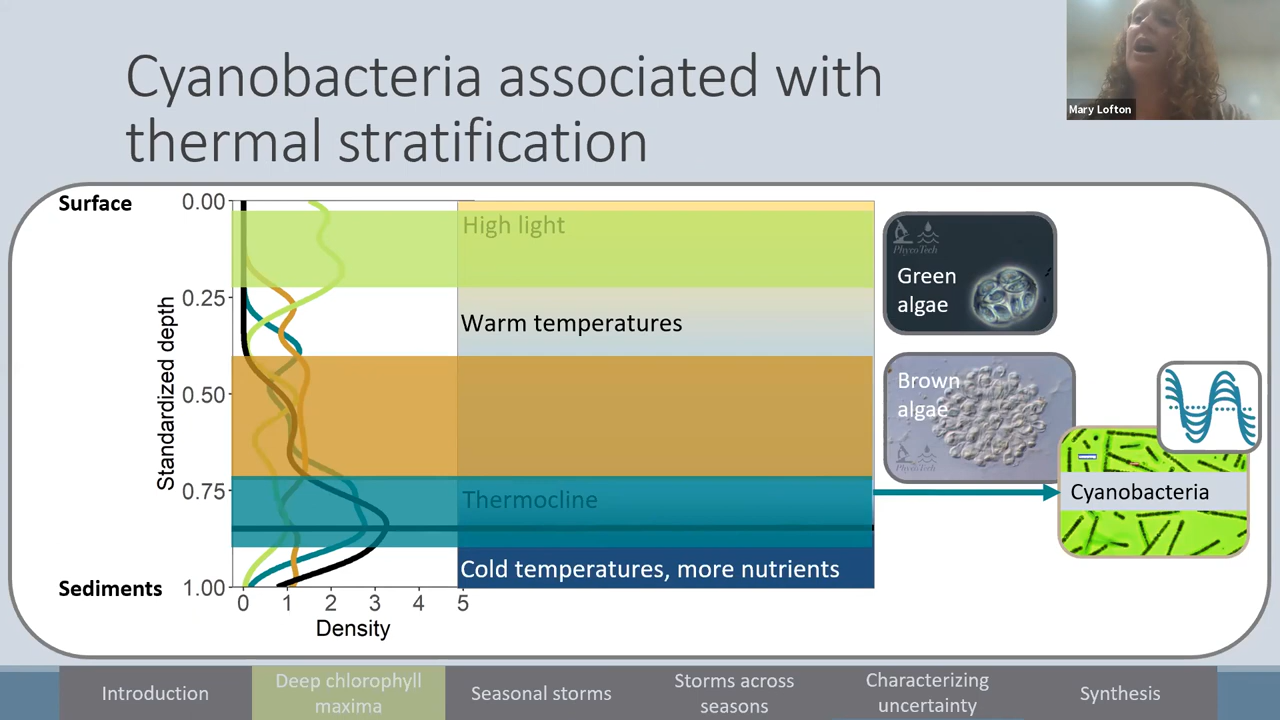 Cyanobacteria associated with
thermal stratification
Mary Lofton
Surface
Sediments
Standardized depth
0.00
0.25
0.50
0.75
1.00
0 1 2 3 4 5
Density
High light
Warm temperatures
Thermocline
Cold temperatures, more nutrients
PhycoTech
Green
algae
Brown
algae
PhycoTech
Cyanobacteria
Introduction
Deep chlorophyll
maxima
Seasonal storms
Storms across
seasons
Characterizing
uncertainty
Synthesis